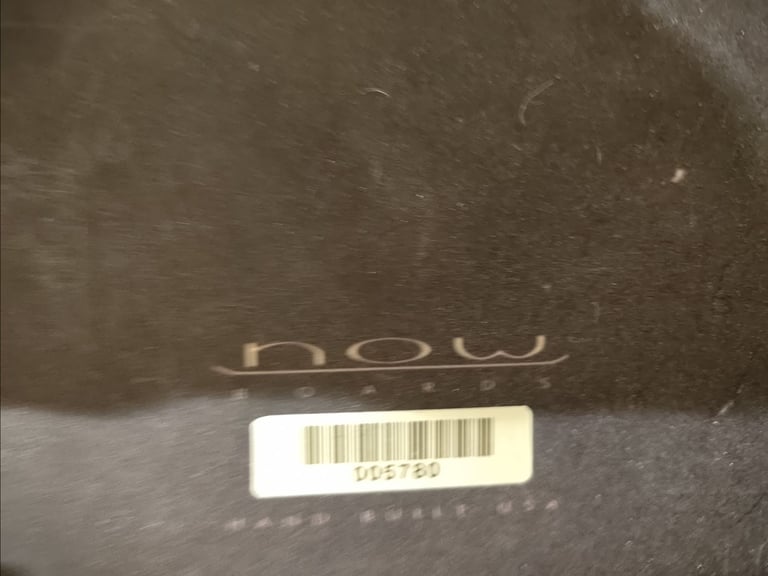 now
BOARDS
DD5780
HAND BUILT USA